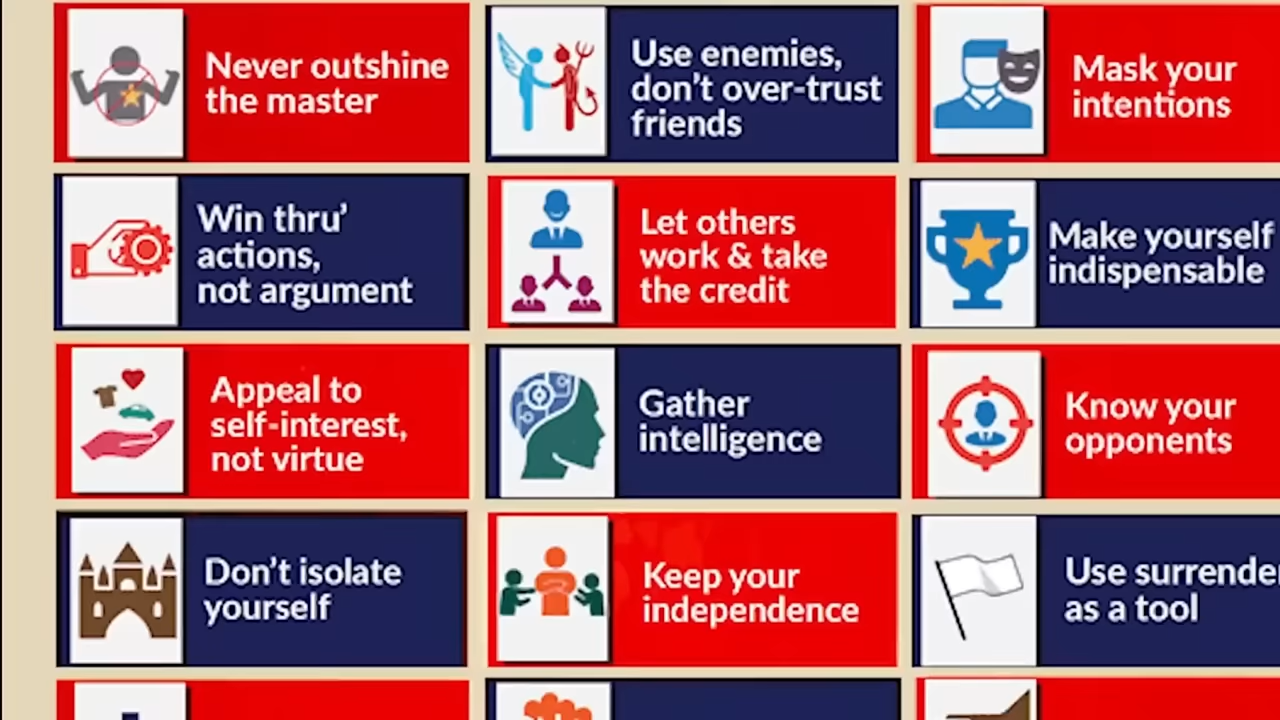 Never outshine
the master
Use enemies,
don't over-trust
friends
Mask your
intentions
Win thru'
actions,
not argument
Let others
work & take
the credit
Make yourself
indispensable
Appeal to
self-interest,
not virtue
Gather
intelligence
Know your
opponents
Don't isolate
yourself
Keep your
independence
Use surrende
as a tool